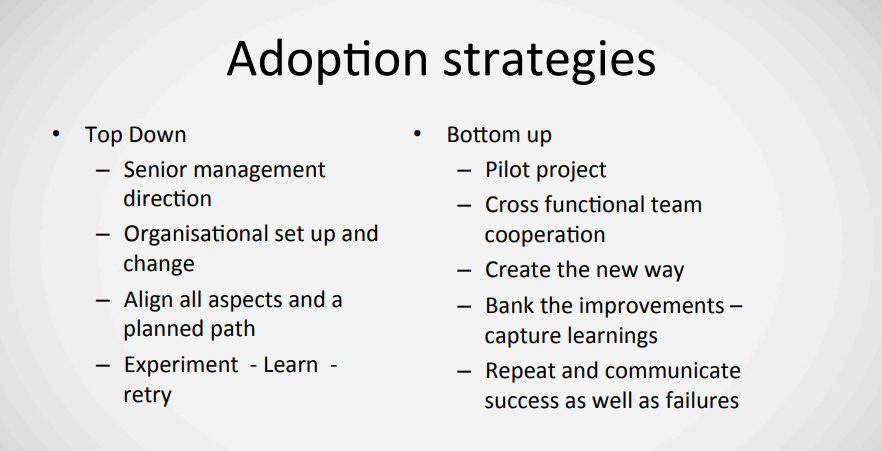 Adoption strategies
• Top Down
– Senior management
direction
– Organisational set up and
change
– Align all aspects and a
planned path
– Experiment - Learn -
retry
• Bottom up
– Pilot project
– Cross functional team
cooperation
– Create the new way
– Bank the improvements –
capture learnings
– Repeat and communicate
success as well as failures